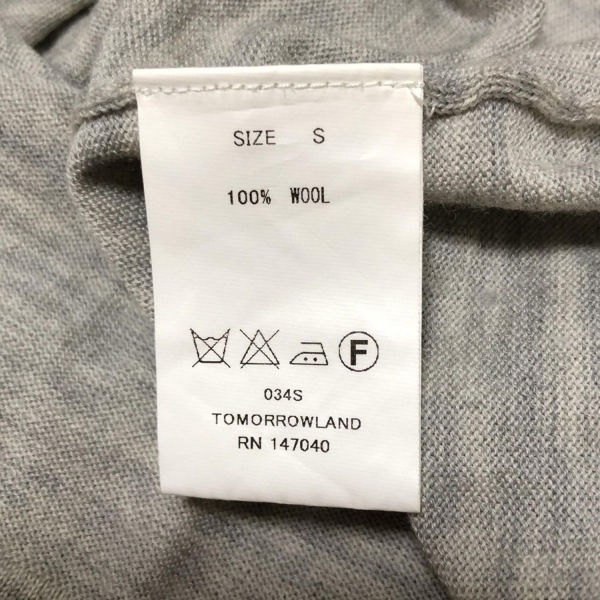 SIZE S
100% WOOL
F
034S
TOMORROWLAND
RN 147040